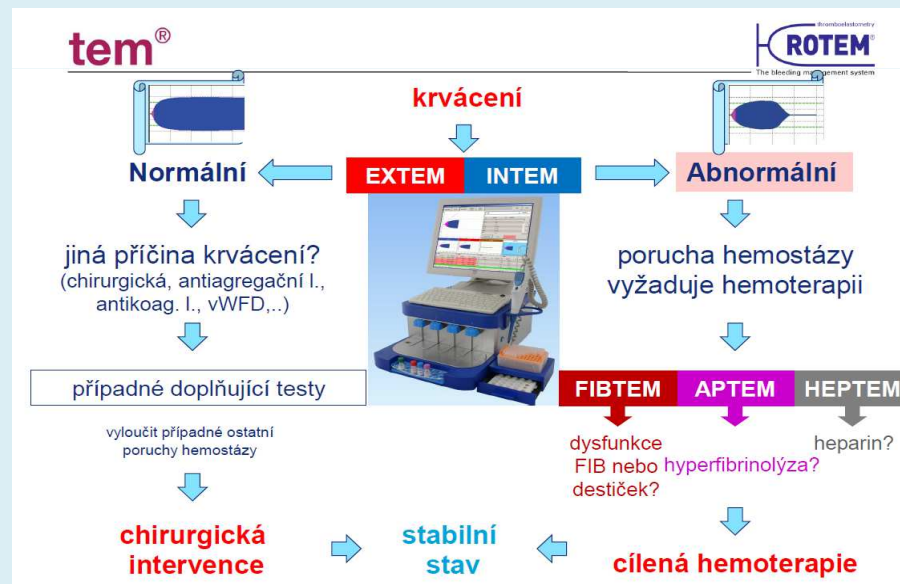 tem®
thromboelastometry
ROTEM®
The bleeding management system
krvácení
Normální
EXTEM INTEM
Abnormální
jiná příčina krvácení?
(chirurgická, antiagregační l.,
antikoag. l., vWFD,..)
porucha hemostázy
vyžaduje hemoterapii
případné doplňující testy
FIBTEM APTEM HEPTEM
vyloučit případné ostatní
poruchy hemostázy
dysfunkce
FIB nebo
destiček?
hyperfibrinolýza?
heparin?
chirurgická
intervence
stabilní
stav
cílená hemoterapie